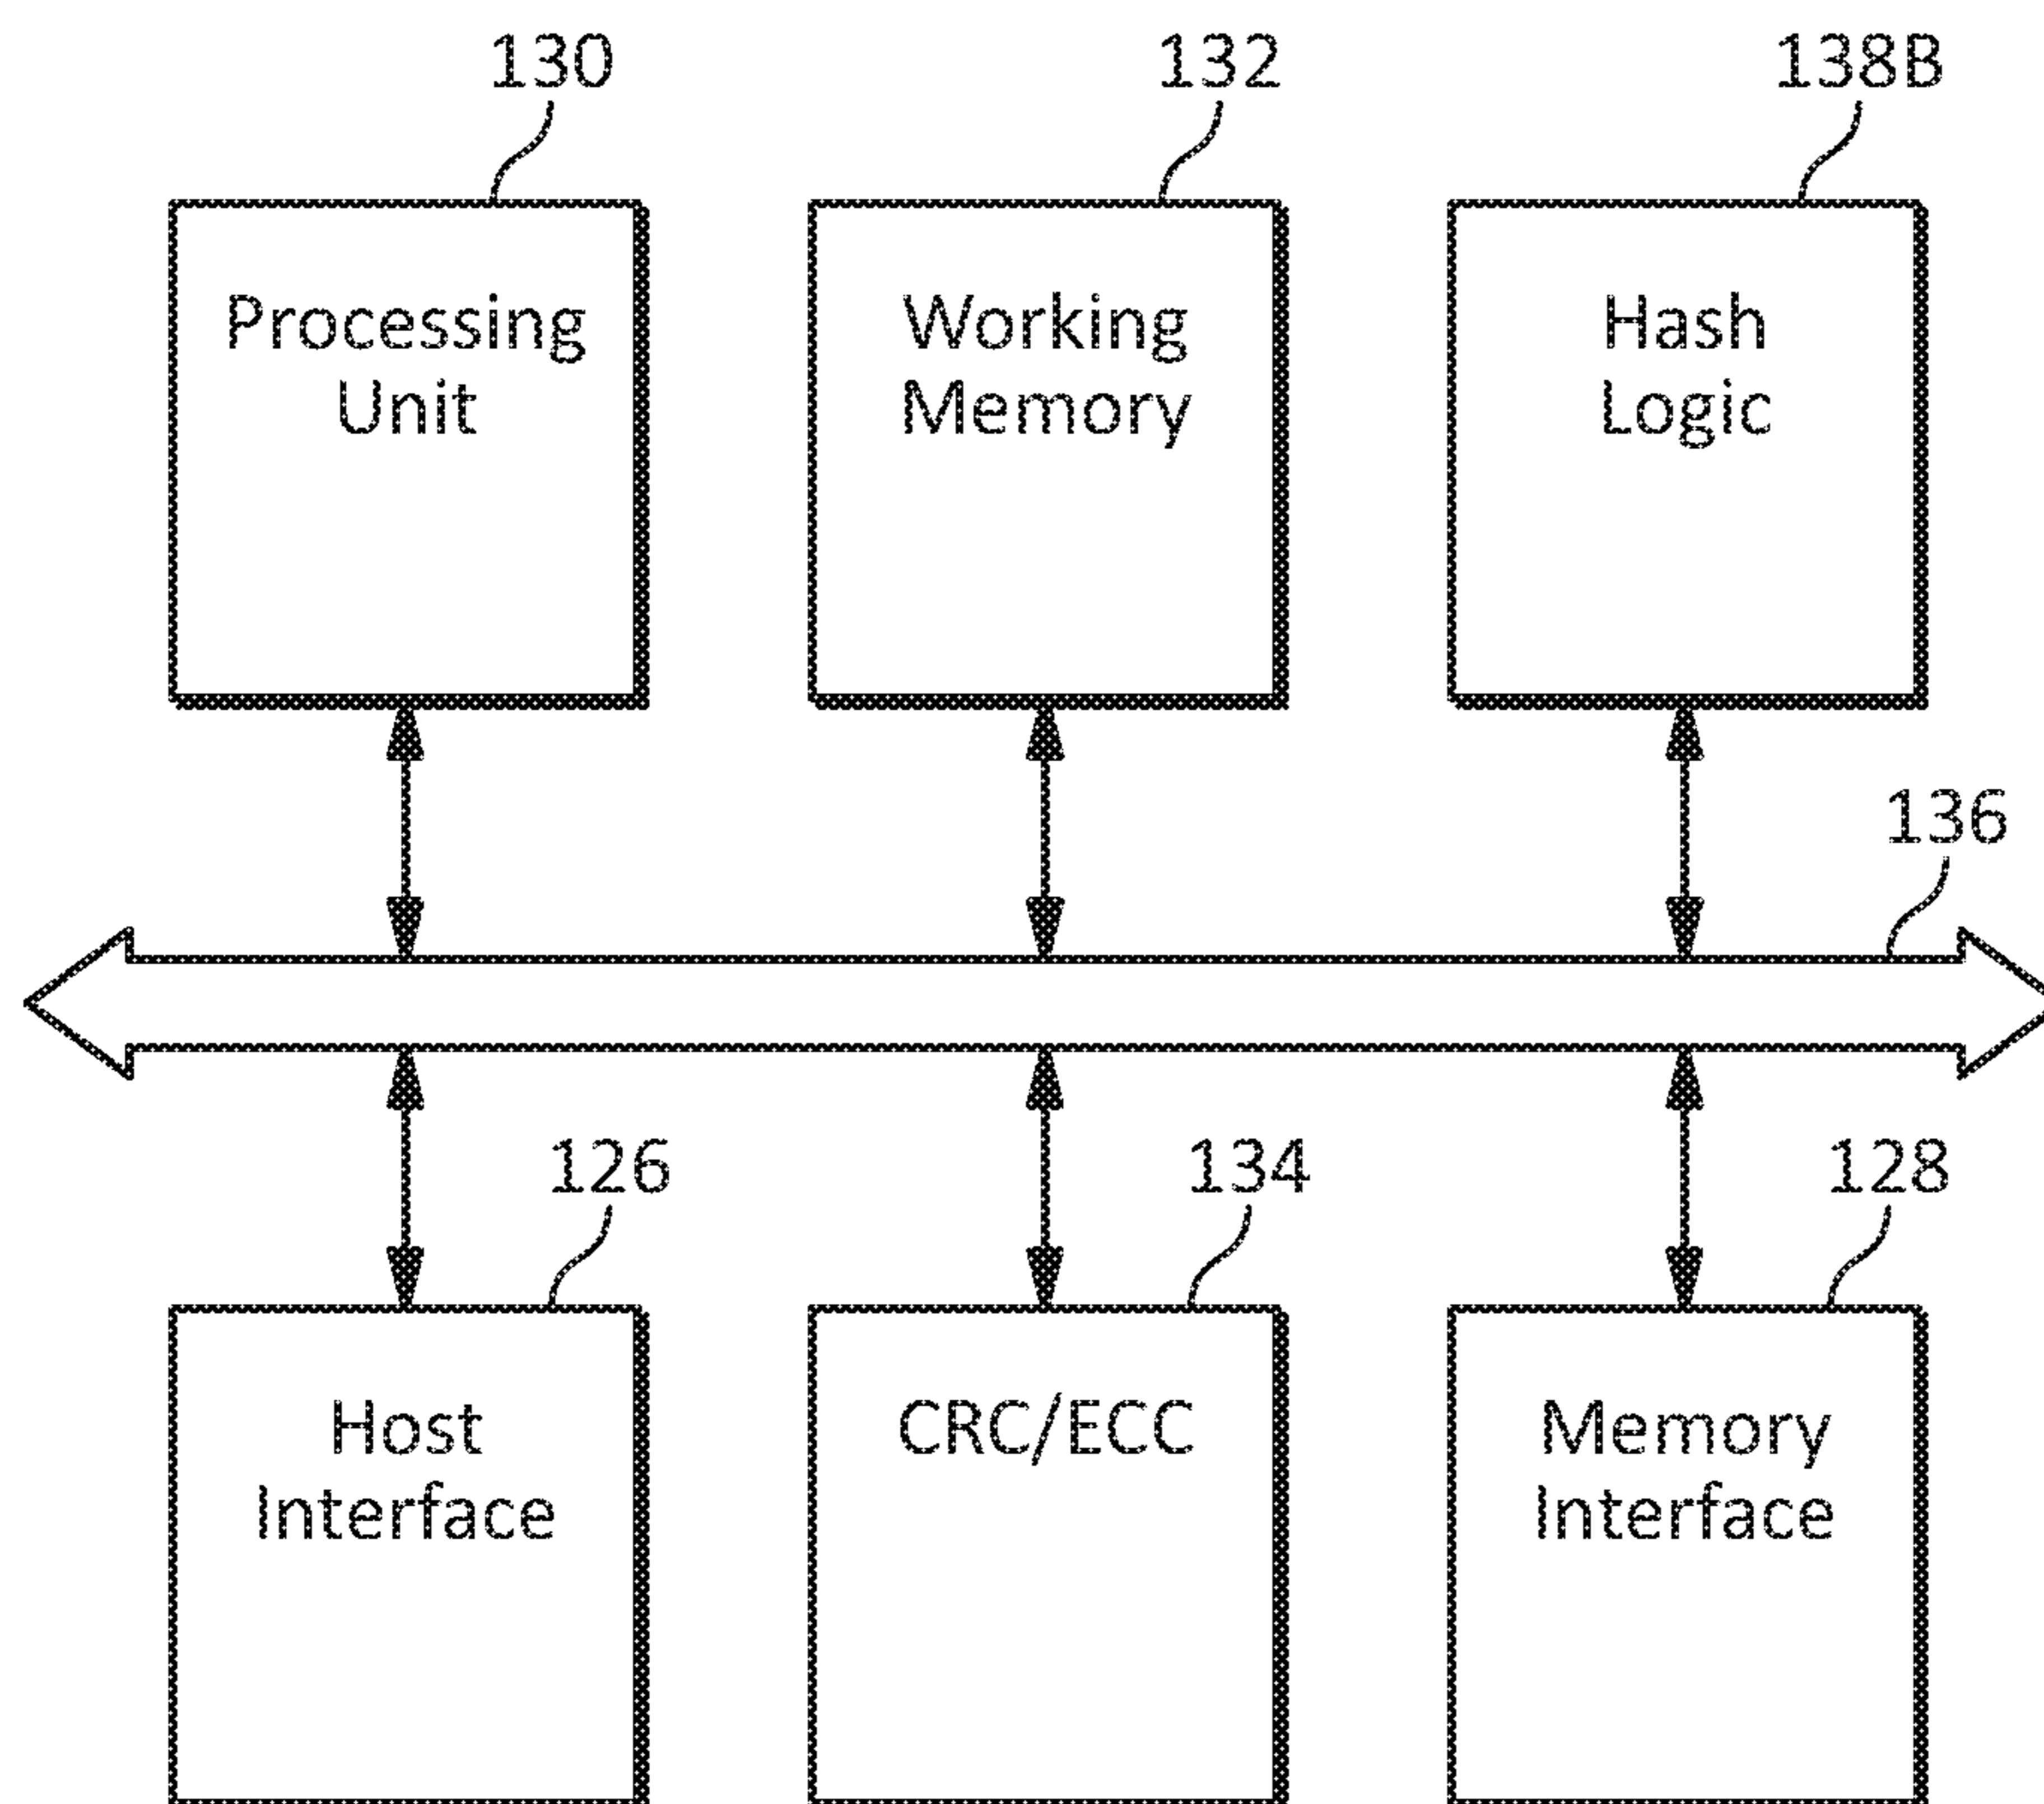 130
132
138B
Processing
Unit
Working
Memory
Hash
Logic
136
126
134
128
Host
Interface
CRC/ECC
Memory
Interface